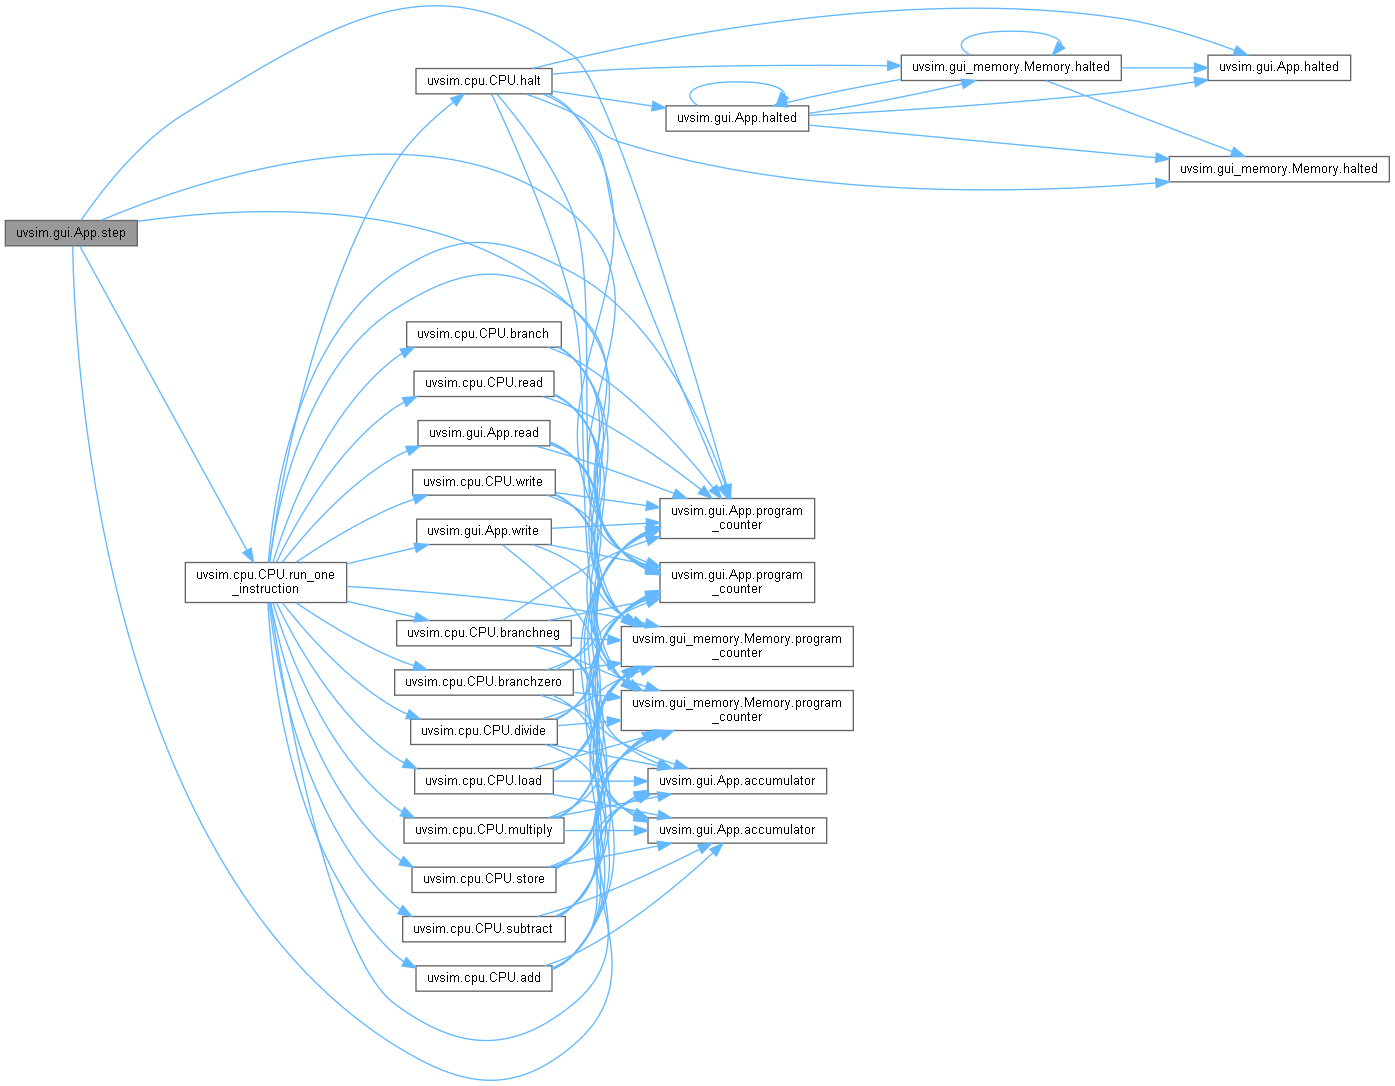 uvsim.gui.App.step
uvsim.cpu.CPU.run_one
_instruction
uvsim.cpu.CPU.halt
uvsim.cpu.CPU.branch
uvsim.cpu.CPU.read
uvsim.gui.App.read
uvsim.cpu.CPU.write
uvsim.gui.App.write
uvsim.cpu.CPU.branchneg
uvsim.cpu.CPU.branchzero
uvsim.cpu.CPU.divide
uvsim.cpu.CPU.load
uvsim.cpu.CPU.multiply
uvsim.cpu.CPU.store
uvsim.cpu.CPU.subtract
uvsim.cpu.CPU.add
uvsim.gui.App.halted
uvsim.gui.App.program
_counter
uvsim.gui.App.program
_counter
uvsim.gui_memory.Memory.program
_counter
uvsim.gui_memory.Memory.program
_counter
uvsim.gui.App.accumulator
uvsim.gui.App.accumulator
uvsim.gui_memory.Memory.halted
uvsim.gui.App.halted
uvsim.gui_memory.Memory.halted